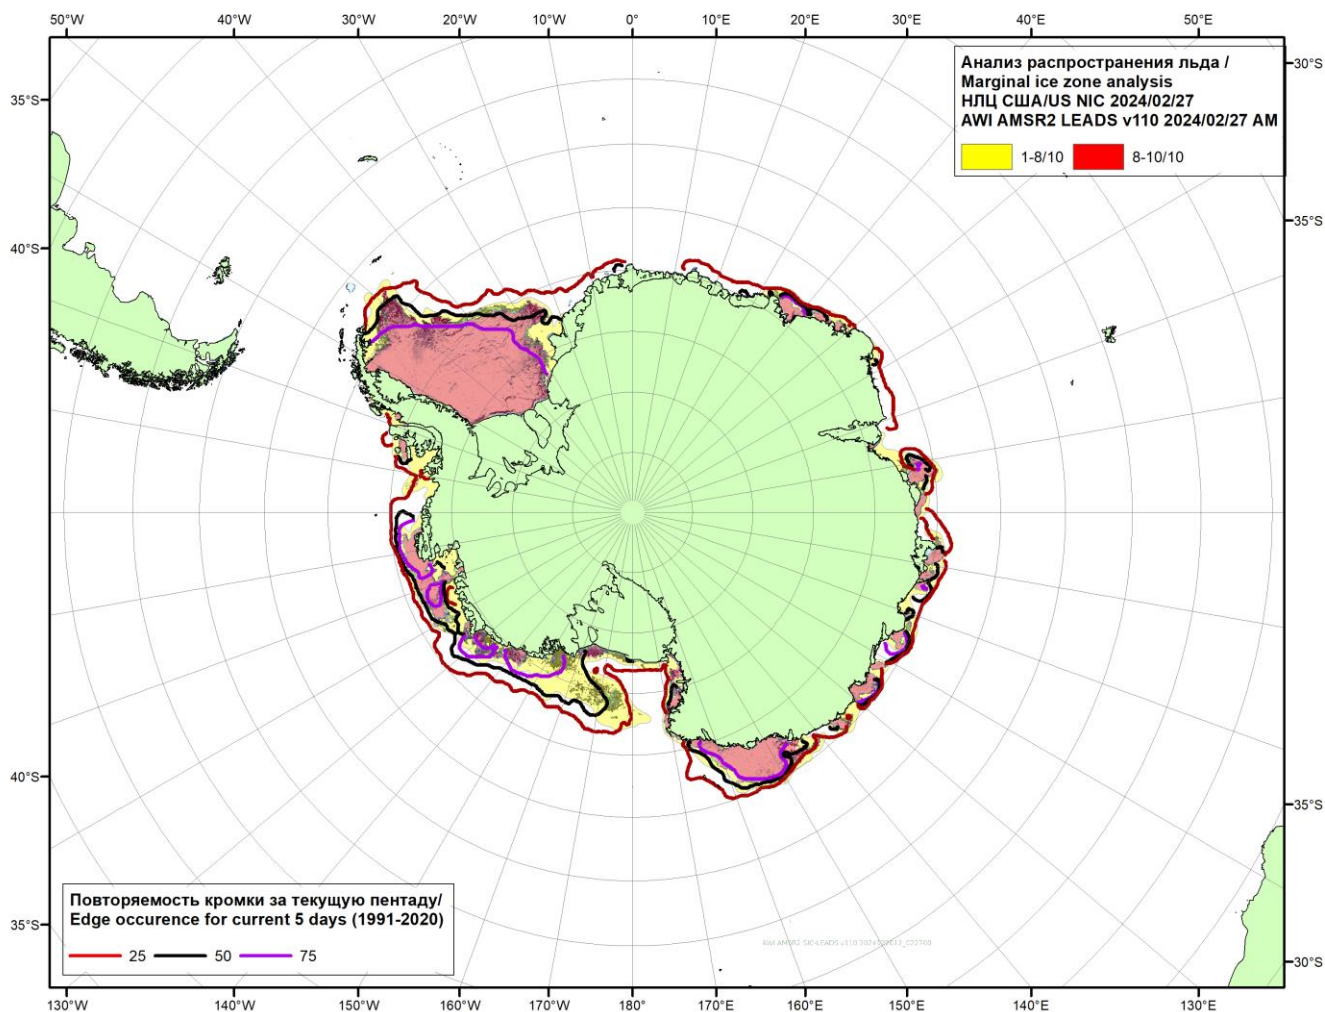 50°W 40°W 30°W 20°W 10°W 0° 10°E 20°E 30°E 40°E 50°E
Анализ распространения льда /
Marginal ice zone analysis
НЛЦ США/US NIC 2024/02/27
AWI AMSR2 LEADS v110 2024/02/27 AM
1-8/10 8-10/10
30°S
35°S
35°S
40°S
40°S
35°S
35°S
30°S
Повторяемость кромки за текущую пентаду/
Edge occurence for current 5 days (1991-2020)
25 50 75
130°W 140°W 150°W 160°W 170°W 180° 170°E 160°E 150°E 140°E 130°E